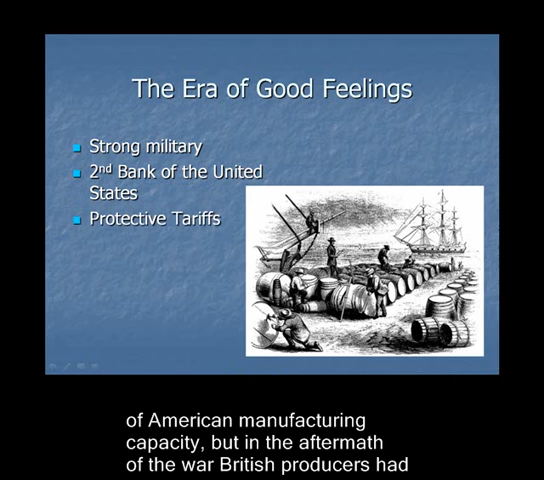 The Era of Good Feelings
Strong military
2nd Bank of the United
States
Protective Tariffs
of American manufacturing
capacity, but in the aftermath
of the war British producers had